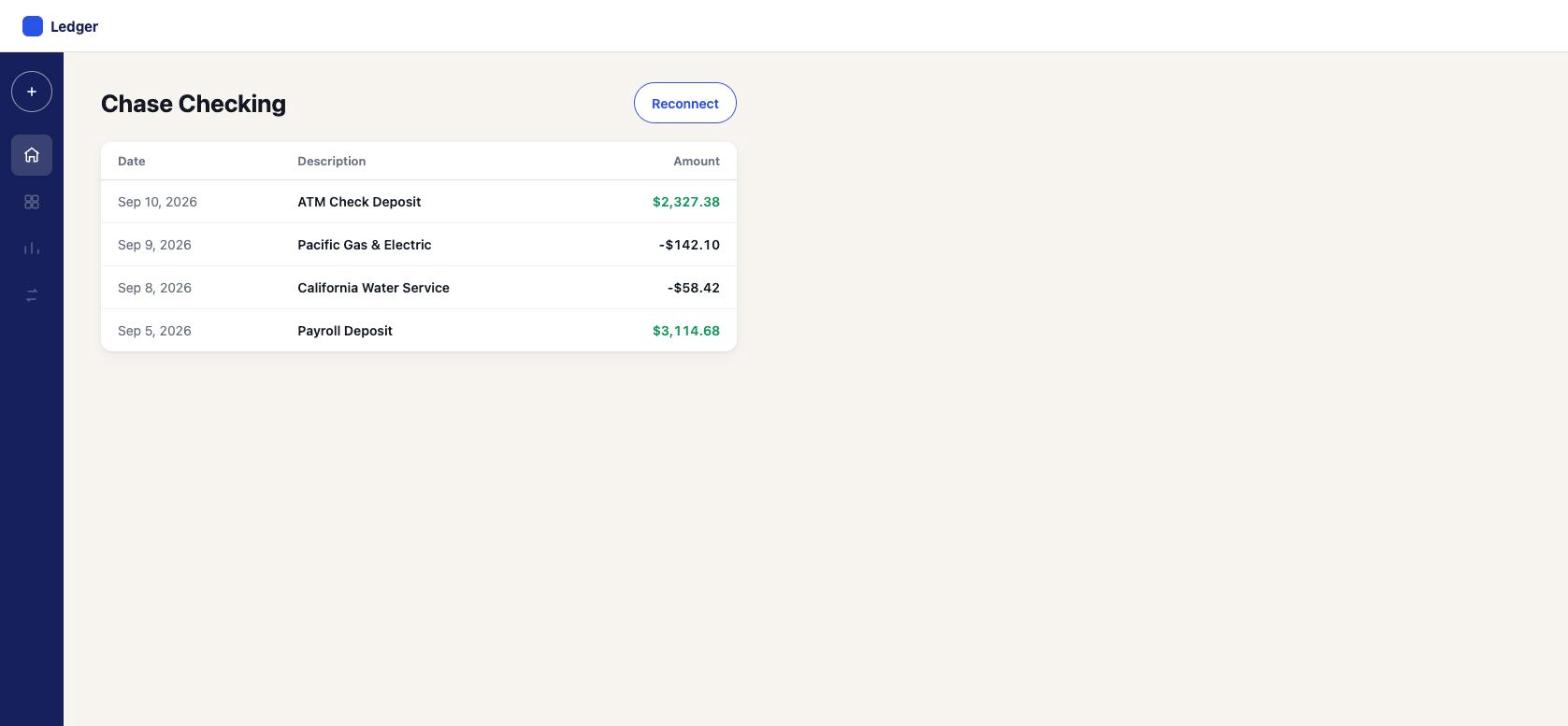 Ledger
+
Chase Checking
Reconnect
Date Description Amount
Sep 10, 2026 ATM Check Deposit $2,327.38
Sep 9, 2026 Pacific Gas & Electric -$142.10
Sep 8, 2026 California Water Service -$58.42
Sep 5, 2026 Payroll Deposit $3,114.68